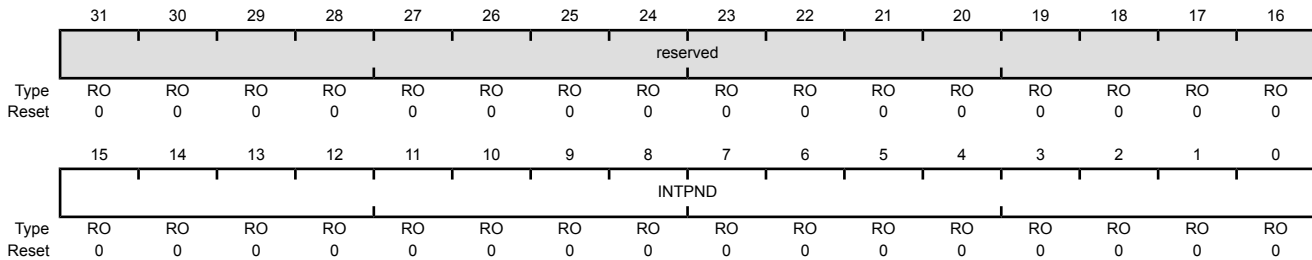 31 30 29 28 27 26 25 24 23 22 21 20 19 18 17 16
reserved
Type RO RO RO RO RO RO RO RO RO RO RO RO RO RO RO RO
Reset 0 0 0 0 0 0 0 0 0 0 0 0 0 0 0 0
15 14 13 12 11 10 9 8 7 6 5 4 3 2 1 0
INTPND
Type RO RO RO RO RO RO RO RO RO RO RO RO RO RO RO RO
Reset 0 0 0 0 0 0 0 0 0 0 0 0 0 0 0 0